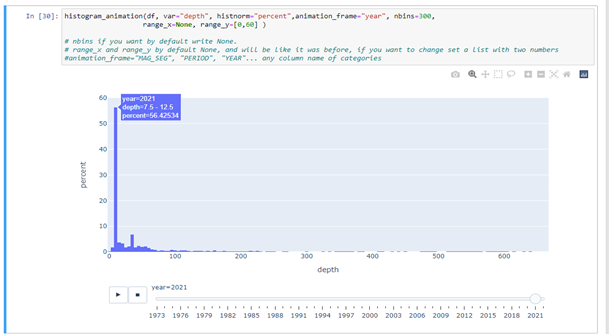 In [30]: histogram_animation(df, var="depth", histnorm="percent",animation_frame="year", nbins=300,
range_x=None, range_y=[0,60] )
# nbins if you want by default write None.
# range_x and range_y by default None, and will be like it was before, if you want to change set a list with two numbers
#animation_frame="MAG_SEG", "PERIOD", "YEAR"... any column name of categories
60
50
40
30
20
10
0
percent
year=2021
depth=7.5 - 12.5
percent=56.42534
0 100 200 300 400 500 600
depth
year=2021
1973 1976 1979 1982 1985 1988 1991 1994 1997 2000 2003 2006 2009 2012 2015 2018 2021